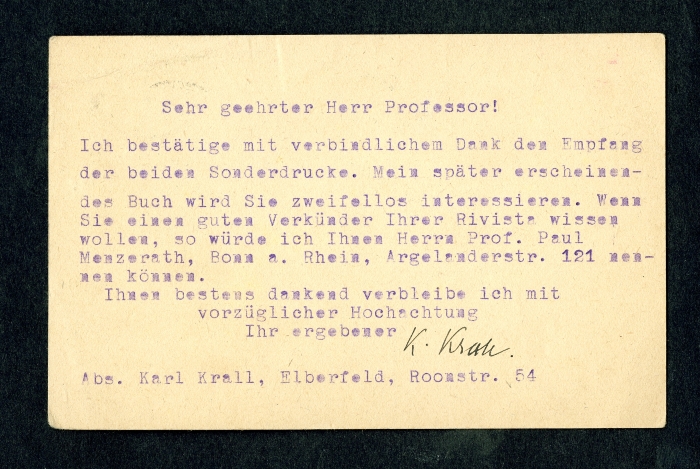 Sehr geehrter Herr Professor!
Ich bestätige mit verbindlichem Dank den Empfang
der beiden Sonderdrucke. Mein später erscheinen-
des Buch wird Sie zweifellos interessieren. Wenn
Sie einen guten Verkünder Ihrer Rivista wissen
wollen, so würde ich Ihnen Herrn Prof. Paul
Menzerath, Bonn a. Rhein, Argelanderstr. 121 nen-
nen können.
Ihnen bestens dankend verbleibe ich mit
vorzüglicher Hochachtung
Ihr ergebener K. Krall.
Abs. Karl Krall, Elberfeld, Roonstr. 54